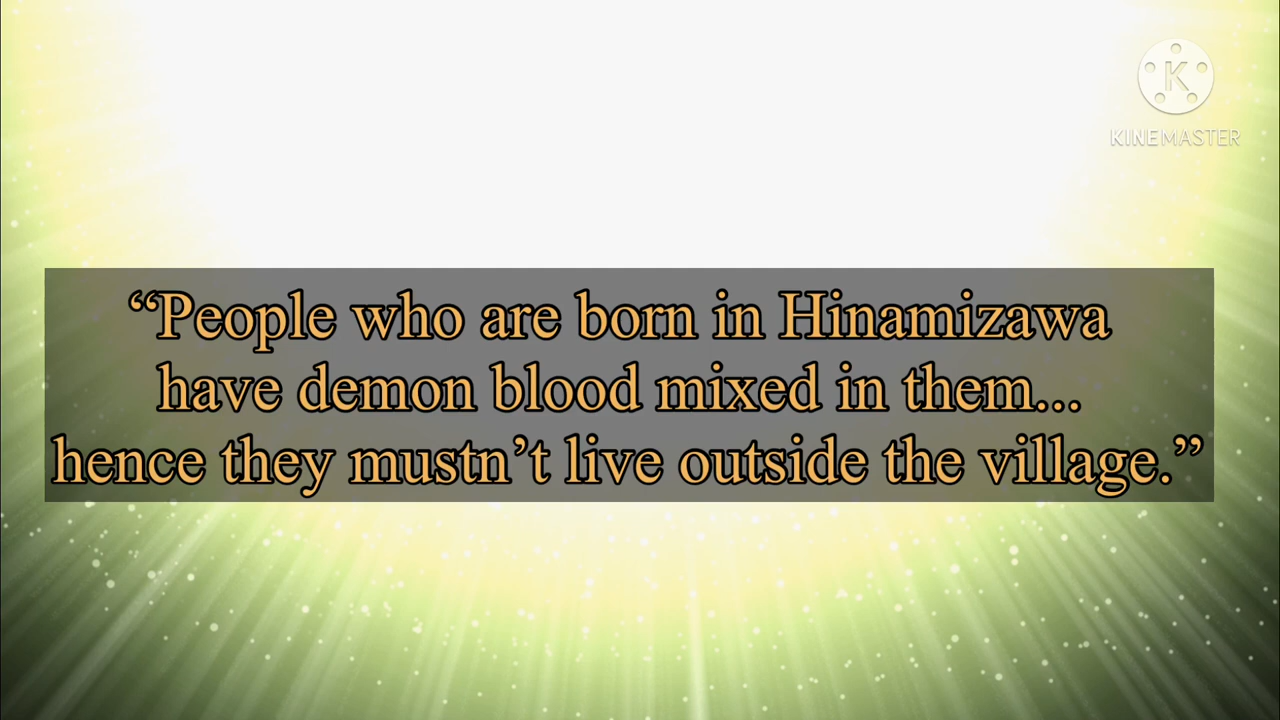 K
KINEMASTER
“People who are born in Hinamizawa
have demon blood mixed in them...
hence they mustn’t live outside the village.”